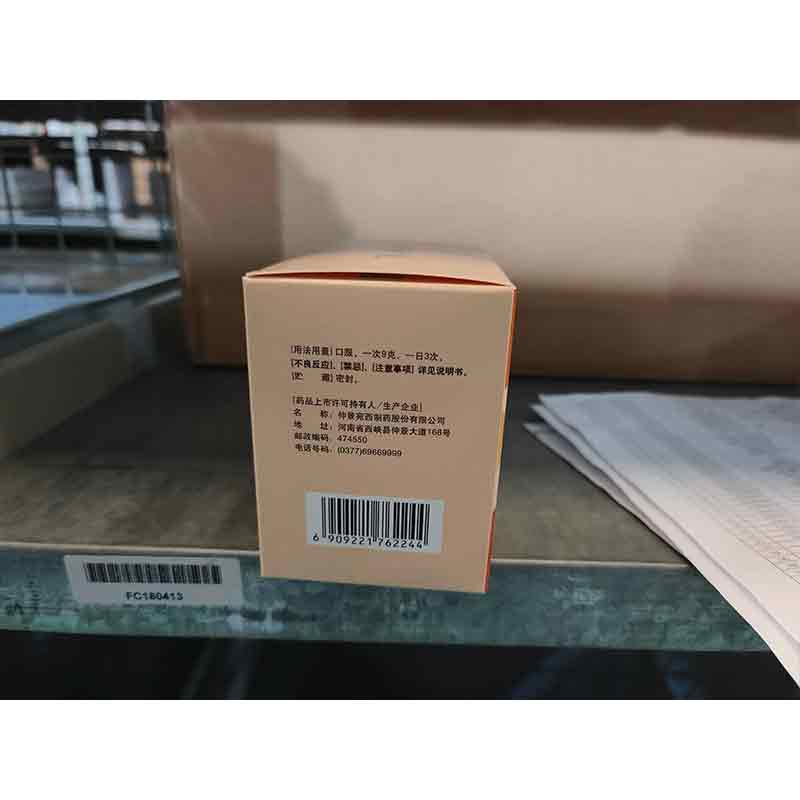 [用法用量] 口服，一次9克，一日3次。
[不良反应]、[禁忌]、[注意事项] 详见说明书。
[贮　　藏] 密封。
[药品上市许可持有人／生产企业]
名　　称：仲景宛西制药股份有限公司
地　　址：河南省西峡县仲景大道168号
邮政编码：474550
电话号码：(0377)69669999
6 909221 762244
FC180413